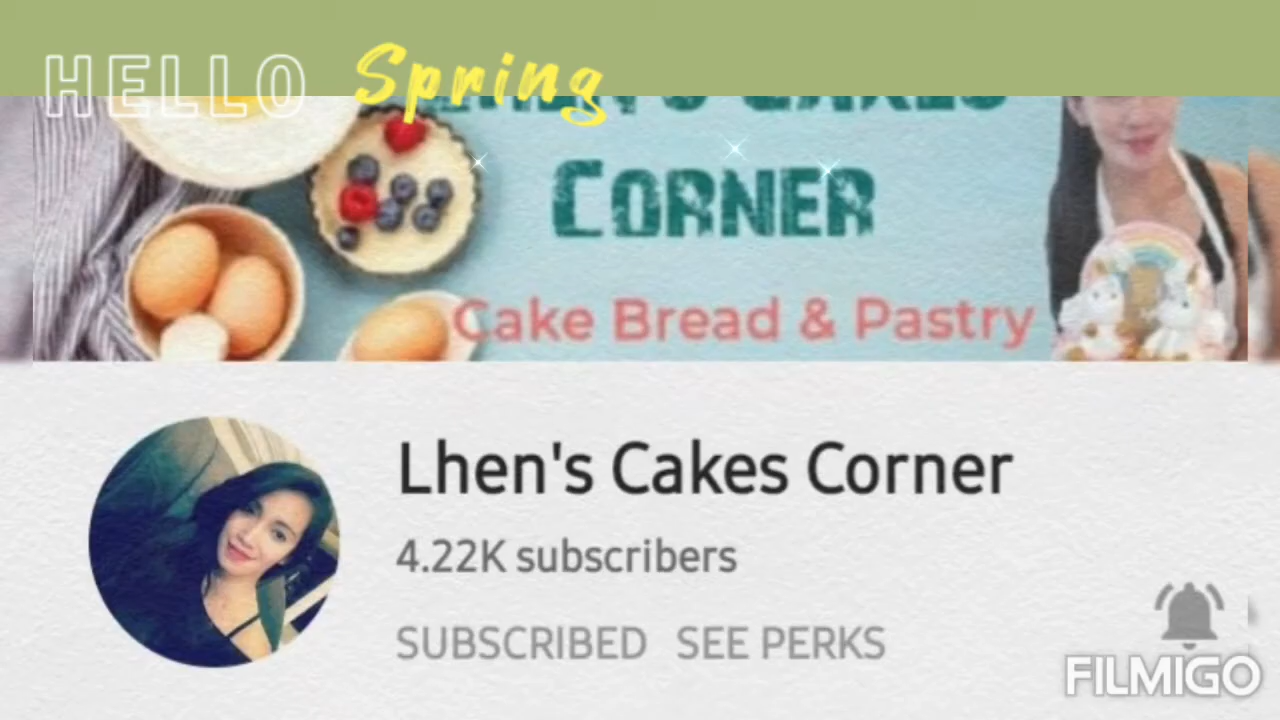 HELLO Spring
CORNER
Cake Bread & Pastry
Lhen's Cakes Corner
4.22K subscribers
SUBSCRIBED SEE PERKS
FILMIGO